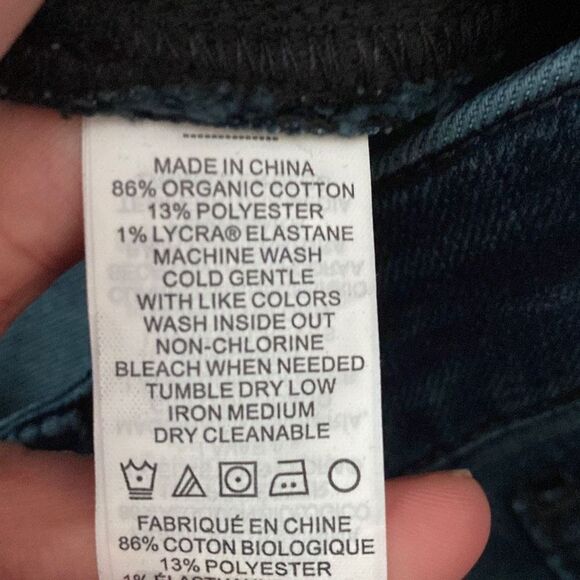 MADE IN CHINA
86% ORGANIC COTTON
13% POLYESTER
1% LYCRA® ELASTANE
MACHINE WASH
COLD GENTLE
WITH LIKE COLORS
WASH INSIDE OUT
NON-CHLORINE
BLEACH WHEN NEEDED
TUMBLE DRY LOW
IRON MEDIUM
DRY CLEANABLE
FABRIQUÉ EN CHINE
86% COTON BIOLOGIQUE
13% POLYESTER